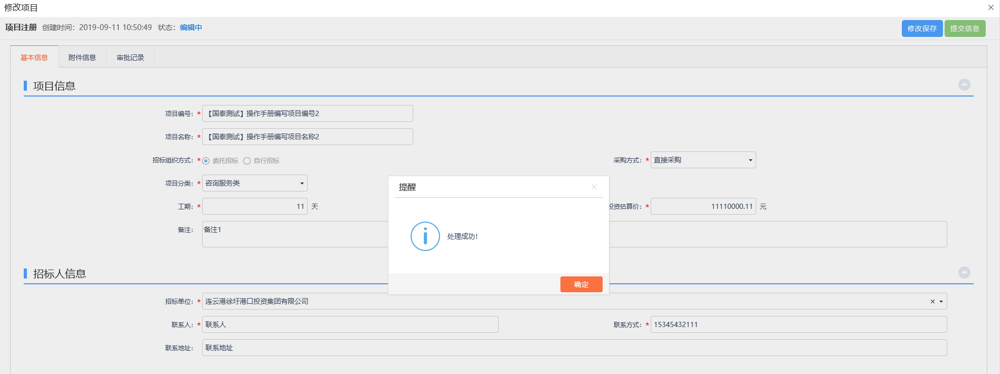 修改项目
项目注册 创建时间：2019-09-11 10:50:49 状态：编辑中 修改保存 提交信息
基本信息 附件信息 审批记录
项目信息
项目编号：* 【国泰测试】操作手册编写项目编号2
项目名称：* 【国泰测试】操作手册编写项目名称2
招标组织方式：* 委托招标 自行招标 采购方式：* 直接采购
项目分类：* 咨询服务类
工期：* 11 天 投资估算价：* 11110000.11 元
备注： 备注1
提醒
处理成功！
确定
招标人信息
招标单位：* 连云港徐圩港口投资集团有限公司
联系人：* 联系人 联系方式：* 15345432111
联系地址： 联系地址